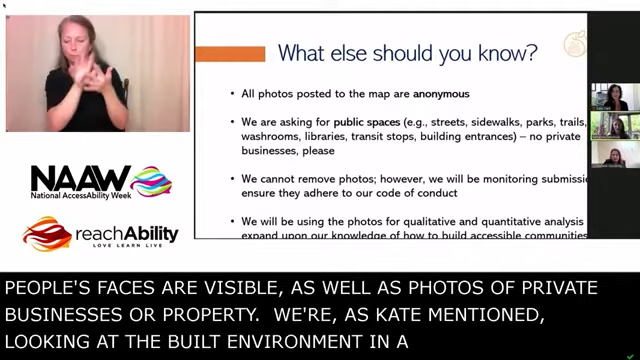 What else should you know?
• All photos posted to the map are anonymous
• We are asking for public spaces (e.g., streets, sidewalks, parks, trails,
washrooms, libraries, transit stops, building entrances) – no private
businesses, please
• We cannot remove photos; however, we will be monitoring submissi
ensure they adhere to our code of conduct
• We will be using the photos for qualitative and quantitative analysis
expand upon our knowledge of how to build accessible communities
NAAW
National AccessAbility Week
reachAbility
LOVE LEARN LIVE
PEOPLE'S FACES ARE VISIBLE, AS WELL AS PHOTOS OF PRIVATE
BUSINESSES OR PROPERTY.  WE'RE, AS KATE MENTIONED,
LOOKING AT THE BUILT ENVIRONMENT IN A